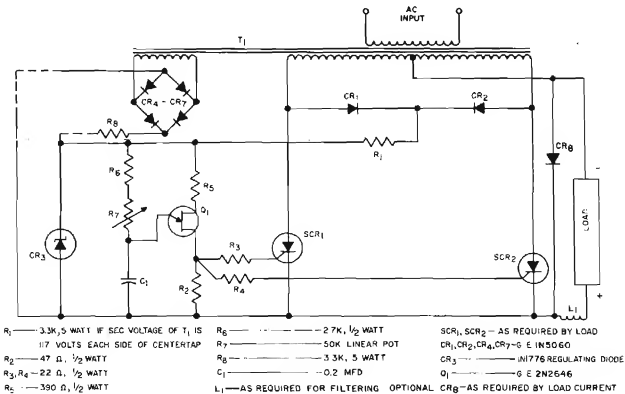 AC
INPUT
T1
CR4 - CR7
CR1
CR2
R8
R1
CR8
R6
R5
R7
Q1
LOAD
-
+
CR3
C1
R3
R4
R2
SCR1
SCR2
L1
R1 — 3.3K, 5 WATT IF SEC VOLTAGE OF T1 IS
117 VOLTS EACH SIDE OF CENTERTAP
R2 — 47 Ω, 1/2 WATT
R3, R4 — 22 Ω, 1/2 WATT
R5 — 390 Ω, 1/2 WATT
R6 — 2.7K, 1/2 WATT
R7 — 50K LINEAR POT
R8 — 3.3K, 5 WATT
C1 — 0.2 MFD
L1 — AS REQUIRED FOR FILTERING OPTIONAL
SCR1, SCR2 — AS REQUIRED BY LOAD
CR1, CR2, CR4, CR7 - G E IN5060
CR3 — INI776 REGULATING DIODE
Q1 — G E 2N2646
CR8 — AS REQUIRED BY LOAD CURRENT